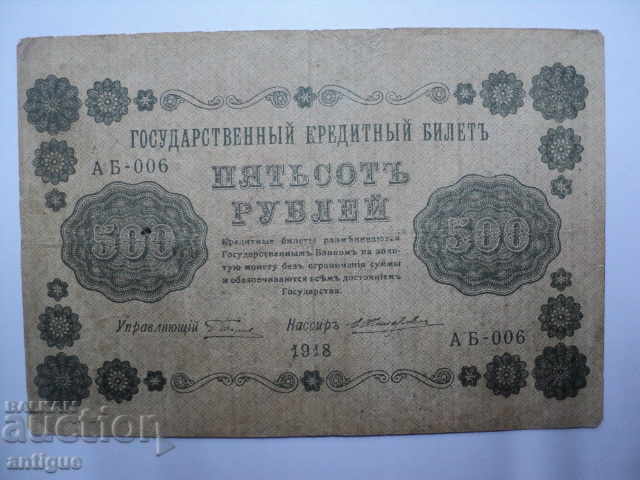 ГОСУДАРСТВЕННЫЙ КРЕДИТНЫЙ БИЛЕТЪ
АБ-006
ПЯТЬСОТЪ
РУБЛЕЙ
500
500
Кредитные билеты размѣниваются
Государственнымъ Банкомъ на золо-
тую монету безъ ограниченія суммы
и обезпечиваются всѣмъ достояніемъ
Государства.
Управляющій
Кассиръ
1918
АБ-006
БАЛКАН
auction
antique